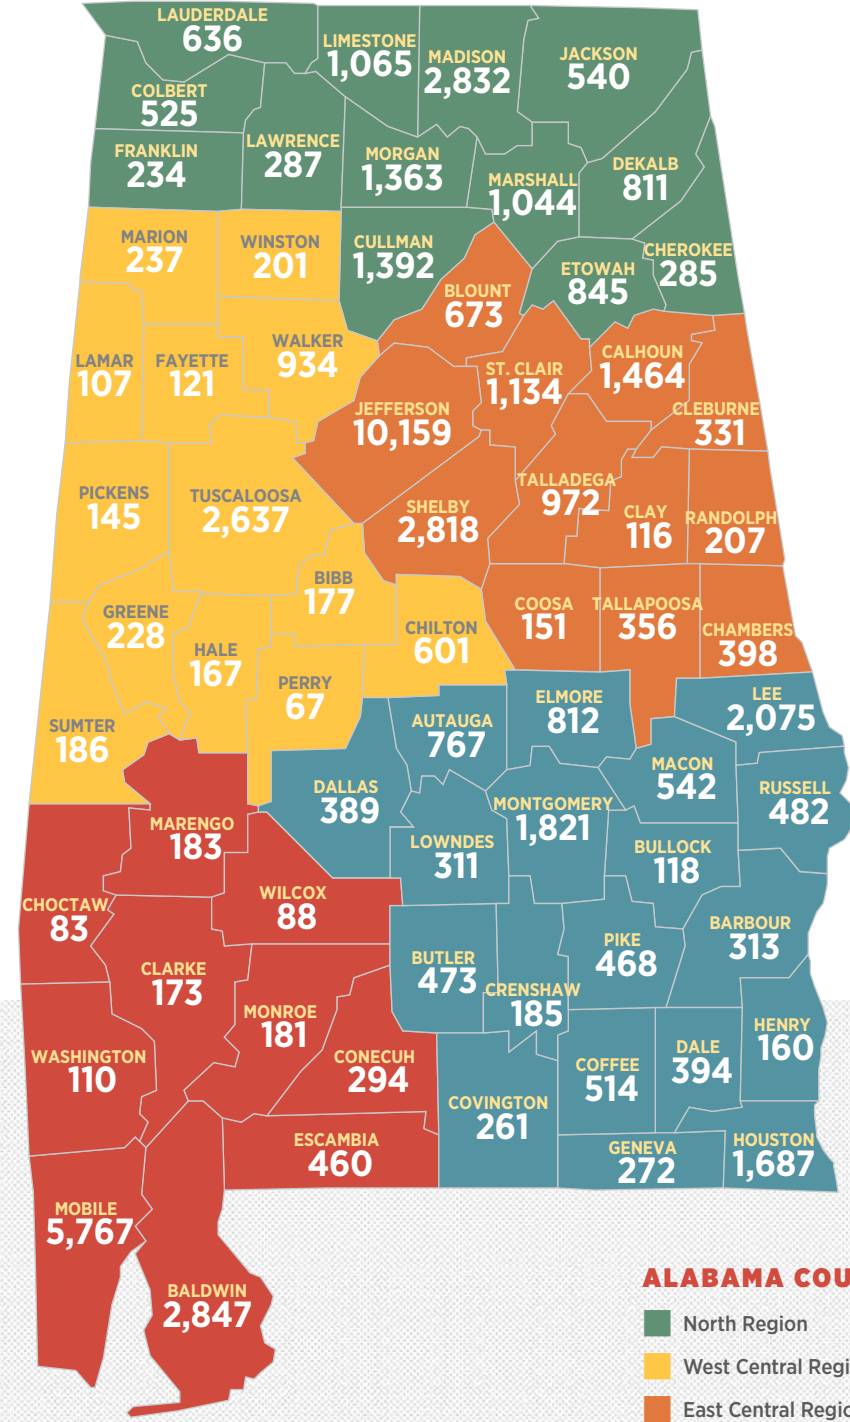 LAUDERDALE
636
LIMESTONE
1,065
MADISON
2,832
JACKSON
540
COLBERT
525
FRANKLIN
234
LAWRENCE
287
MORGAN
1,363
MARSHALL
1,044
DEKALB
811
MARION
237
WINSTON
201
CULLMAN
1,392
BLOUNT
673
ETOWAH
845
CHEROKEE
285
LAMAR
107
FAYETTE
121
WALKER
934
JEFFERSON
10,159
ST. CLAIR
1,134
CALHOUN
1,464
CLEBURNE
331
PICKENS
145
TUSCALOOSA
2,637
SHELBY
2,818
TALLADEGA
972
CLAY
116
RANDOLPH
207
GREENE
228
HALE
167
BIBB
177
CHILTON
601
COOSA
151
TALLAPOOSA
356
CHAMBERS
398
SUMTER
186
PERRY
67
DALLAS
389
AUTAUGA
767
ELMORE
812
LEE
2,075
MACON
542
RUSSELL
482
MARENGO
183
LOWNDES
311
MONTGOMERY
1,821
BULLOCK
118
CHOCTAW
83
WILCOX
88
CLARKE
173
BUTLER
473
CRENSHAW
185
PIKE
468
BARBOUR
313
WASHINGTON
110
MONROE
181
CONECUH
294
COVINGTON
261
COFFEE
514
DALE
394
HENRY
160
ESCAMBIA
460
GENEVA
272
HOUSTON
1,687
MOBILE
5,767
BALDWIN
2,847
ALABAMA COU
North Region
West Central Regi
East Central Regio